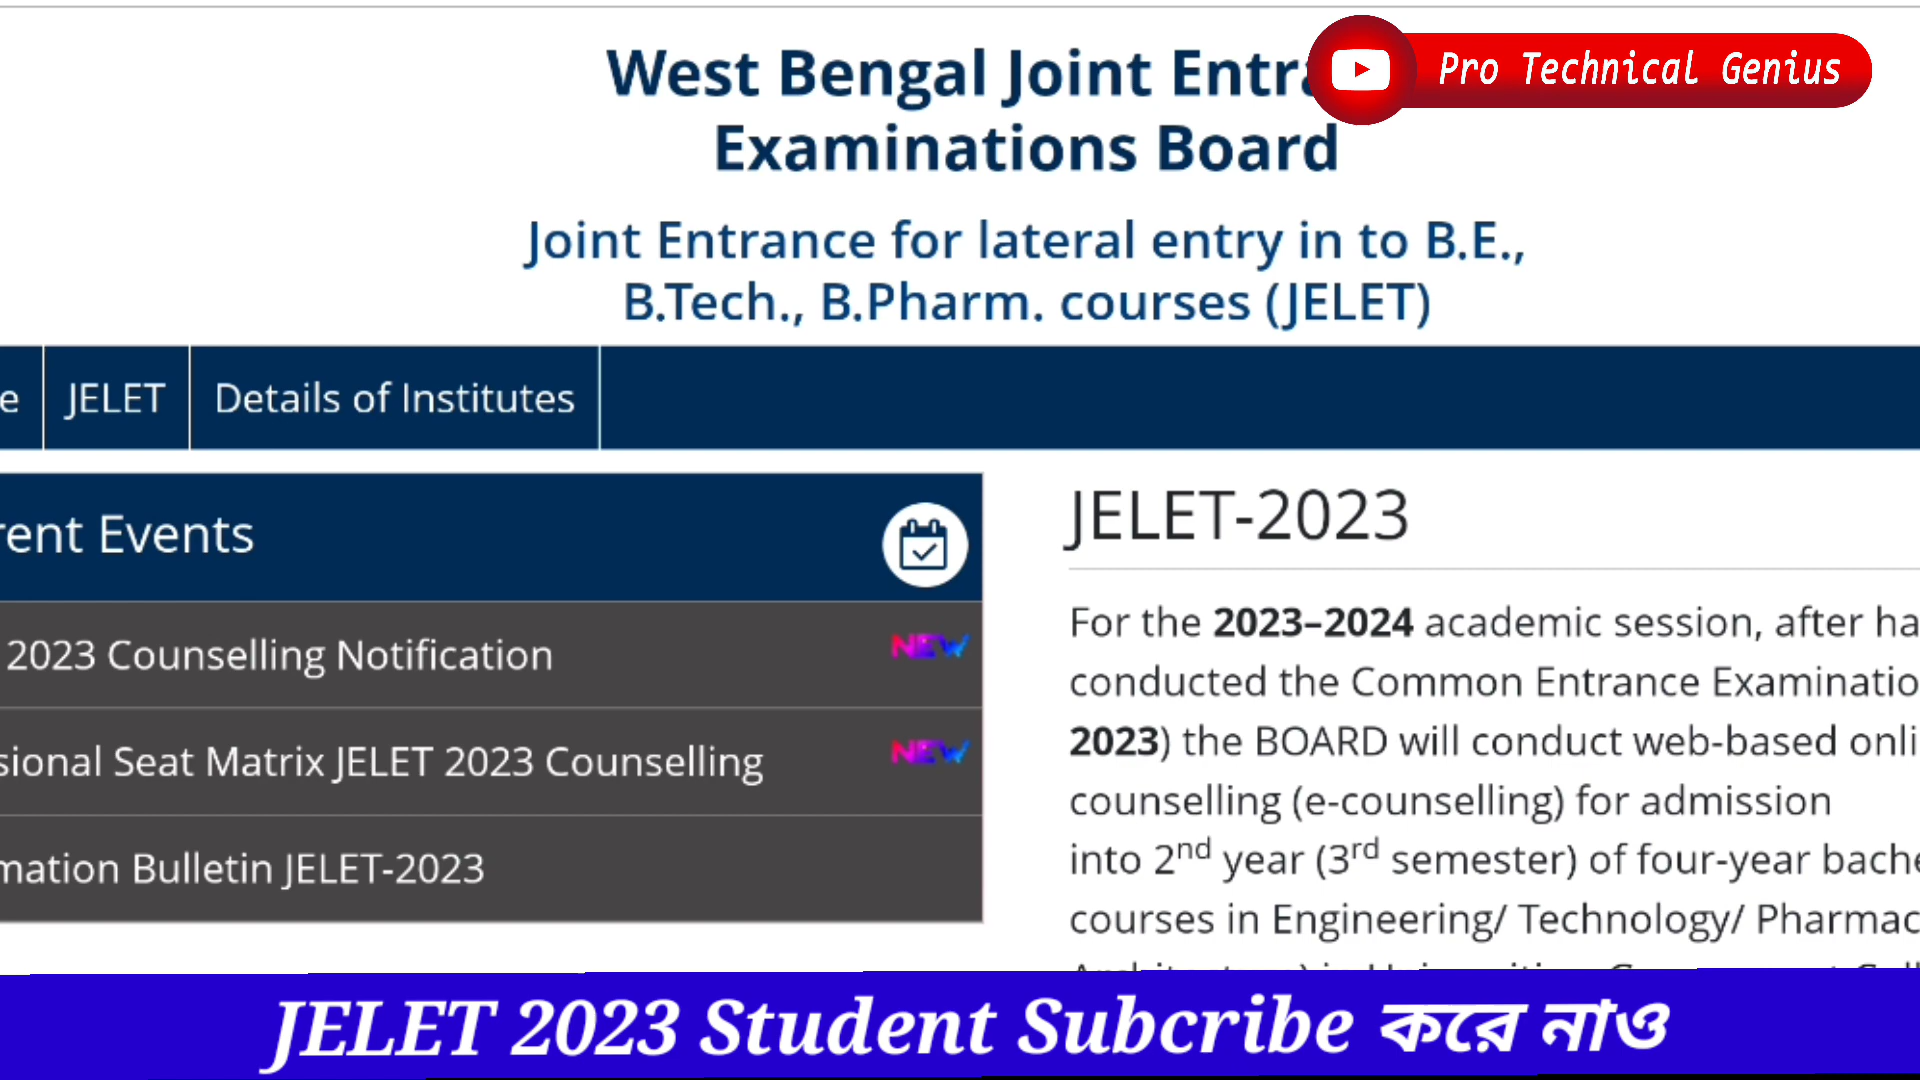 West Bengal Joint Entra
Pro Technical Genius
Examinations Board
Joint Entrance for lateral entry in to B.E.,
B.Tech., B.Pharm. courses (JELET)
e
JELET
Details of Institutes
rent Events
2023 Counselling Notification
NEW
sional Seat Matrix JELET 2023 Counselling
NEW
mation Bulletin JELET-2023
JELET-2023
For the 2023–2024 academic session, after ha
conducted the Common Entrance Examinatio
2023) the BOARD will conduct web-based onli
counselling (e-counselling) for admission
into 2nd year (3rd semester) of four-year bache
courses in Engineering/ Technology/ Pharmac
JELET 2023 Student Subcribe করে নাও